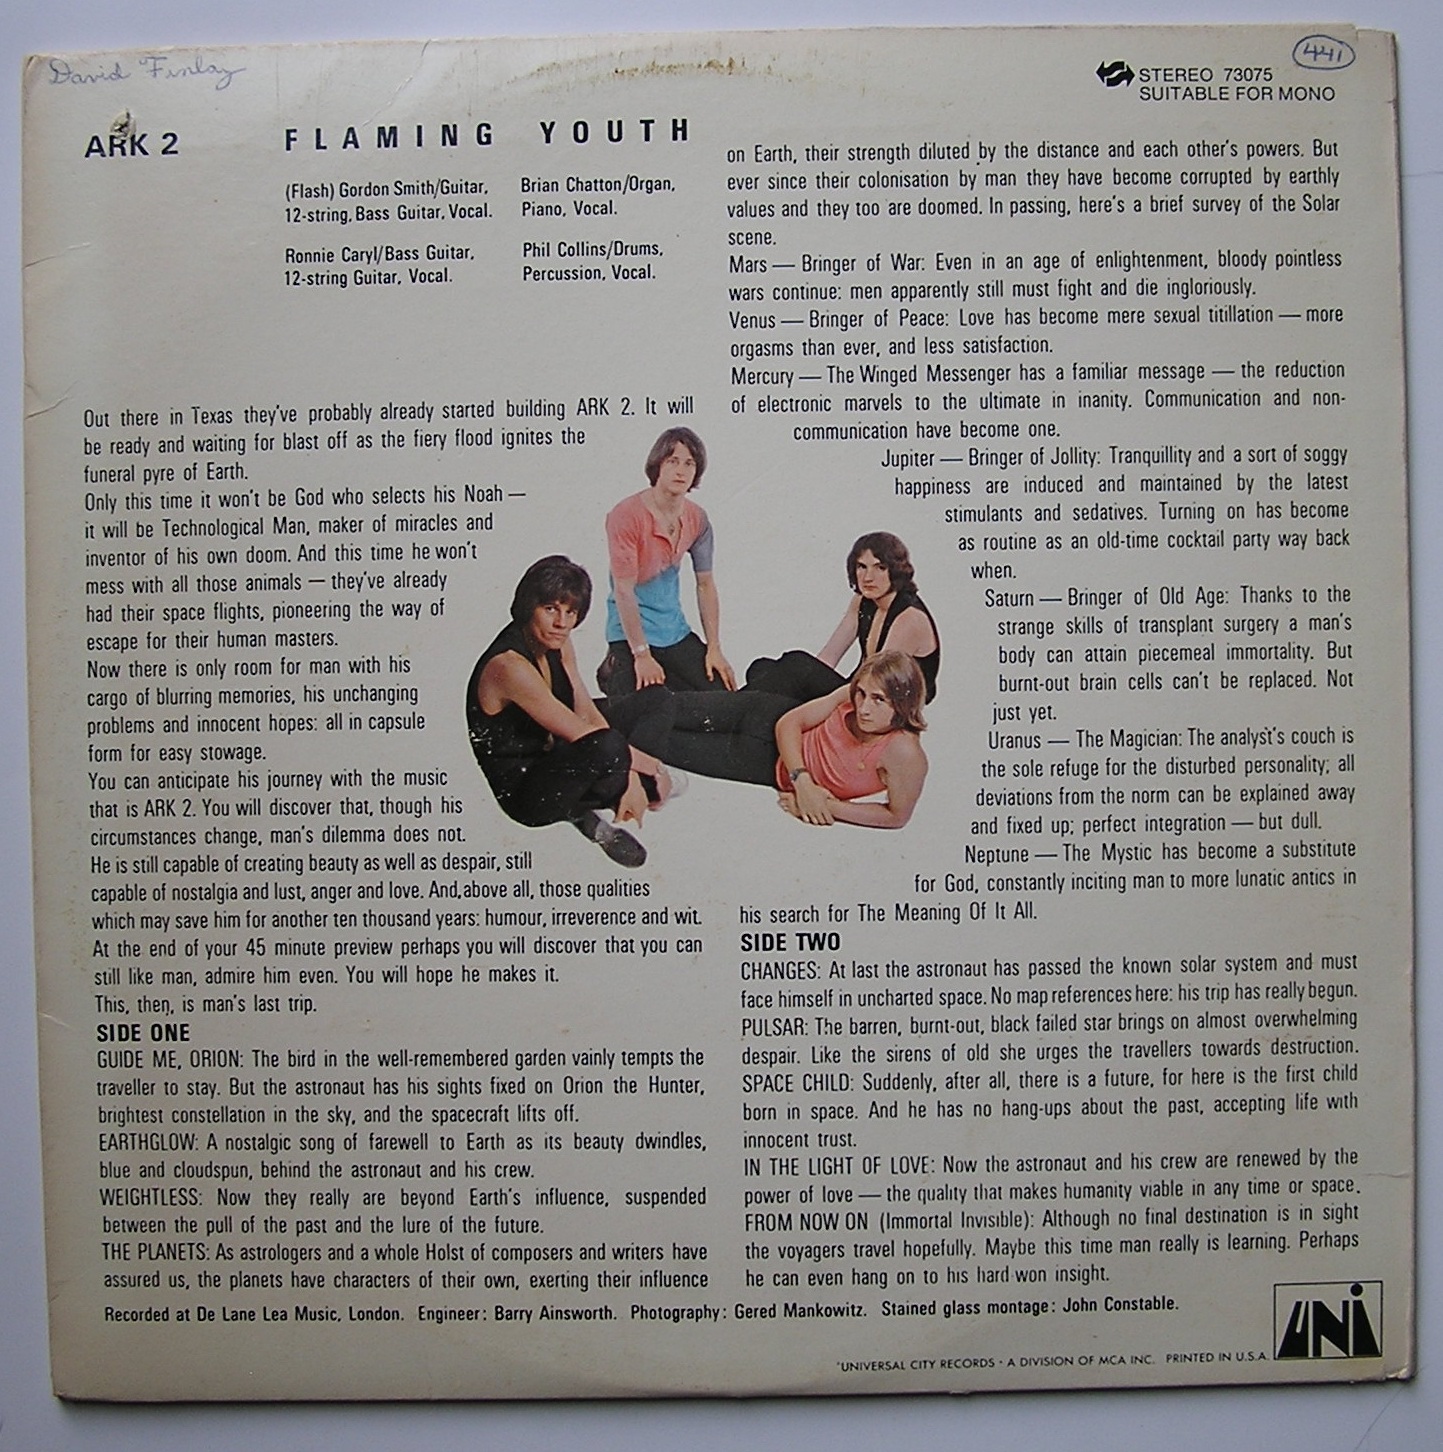 David Finlay
441
STEREO 73075
SUITABLE FOR MONO
ARK 2
FLAMING YOUTH
(Flash) Gordon Smith/Guitar,
12-string, Bass Guitar, Vocal.
Ronnie Caryl/Bass Guitar,
12-string Guitar, Vocal.
Brian Chatton/Organ,
Piano, Vocal.
Phil Collins/Drums,
Percussion, Vocal.
Out there in Texas they've probably already started building ARK 2. It will
be ready and waiting for blast off as the fiery flood ignites the
funeral pyre of Earth.
Only this time it won't be God who selects his Noah —
it will be Technological Man, maker of miracles and
inventor of his own doom. And this time he won't
mess with all those animals — they've already
had their space flights, pioneering the way of
escape for their human masters.
Now there is only room for man with his
cargo of blurring memories, his unchanging
problems and innocent hopes: all in capsule
form for easy stowage.
You can anticipate his journey with the music
that is ARK 2. You will discover that, though his
circumstances change, man's dilemma does not.
He is still capable of creating beauty as well as despair, still
capable of nostalgia and lust, anger and love. And, above all, those qualities
which may save him for another ten thousand years: humour, irreverence and wit.
At the end of your 45 minute preview perhaps you will discover that you can
still like man, admire him even. You will hope he makes it.
This, then, is man's last trip.
SIDE ONE
GUIDE ME, ORION: The bird in the well-remembered garden vainly tempts the
traveller to stay. But the astronaut has his sights fixed on Orion the Hunter,
brightest constellation in the sky, and the spacecraft lifts off.
EARTHGLOW: A nostalgic song of farewell to Earth as its beauty dwindles,
blue and cloudspun, behind the astronaut and his crew.
WEIGHTLESS: Now they really are beyond Earth's influence, suspended
between the pull of the past and the lure of the future.
THE PLANETS: As astrologers and a whole Holst of composers and writers have
assured us, the planets have characters of their own, exerting their influence
on Earth, their strength diluted by the distance and each other's powers. But
ever since their colonisation by man they have become corrupted by earthly
values and they too are doomed. In passing, here's a brief survey of the Solar
scene.
Mars — Bringer of War: Even in an age of enlightenment, bloody pointless
wars continue: men apparently still must fight and die ingloriously.
Venus — Bringer of Peace: Love has become mere sexual titillation — more
orgasms than ever, and less satisfaction.
Mercury — The Winged Messenger has a familiar message — the reduction
of electronic marvels to the ultimate in inanity. Communication and non-
communication have become one.
Jupiter — Bringer of Jollity: Tranquillity and a sort of soggy
happiness are induced and maintained by the latest
stimulants and sedatives. Turning on has become
as routine as an old-time cocktail party way back
when.
Saturn — Bringer of Old Age: Thanks to the
strange skills of transplant surgery a man's
body can attain piecemeal immortality. But
burnt-out brain cells can't be replaced. Not
just yet.
Uranus — The Magician: The analyst's couch is
the sole refuge for the disturbed personality; all
deviations from the norm can be explained away
and fixed up; perfect integration — but dull.
Neptune — The Mystic has become a substitute
for God, constantly inciting man to more lunatic antics in
his search for The Meaning Of It All.
SIDE TWO
CHANGES: At last the astronaut has passed the known solar system and must
face himself in uncharted space. No map references here: his trip has really begun.
PULSAR: The barren, burnt-out, black failed star brings on almost overwhelming
despair. Like the sirens of old she urges the travellers towards destruction.
SPACE CHILD: Suddenly, after all, there is a future, for here is the first child
born in space. And he has no hang-ups about the past, accepting life with
innocent trust.
IN THE LIGHT OF LOVE: Now the astronaut and his crew are renewed by the
power of love — the quality that makes humanity viable in any time or space.
FROM NOW ON (Immortal Invisible): Although no final destination is in sight
the voyagers travel hopefully. Maybe this time man really is learning. Perhaps
he can even hang on to his hard-won insight.
Recorded at De Lane Lea Music, London. Engineer: Barry Ainsworth. Photography: Gered Mankowitz. Stained glass montage: John Constable.
UNI
UNIVERSAL CITY RECORDS · A DIVISION OF MCA INC. PRINTED IN U.S.A.